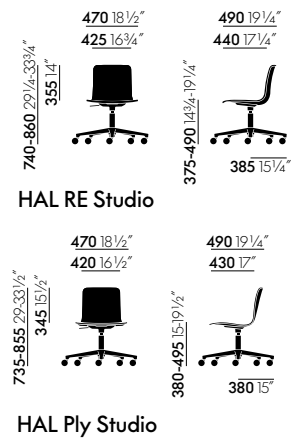 470 18½″ 490 19¼″
425 16¾″ 440 17¼″
740-860 29¼-33¾″
355 14″
375-490 14¾-19¼″
385 15¼″
HAL RE Studio
470 18½″ 490 19¼″
420 16½″ 430 17″
735-855 29-33½″
345 15½″
380-495 15-19½″
380 15″
HAL Ply Studio